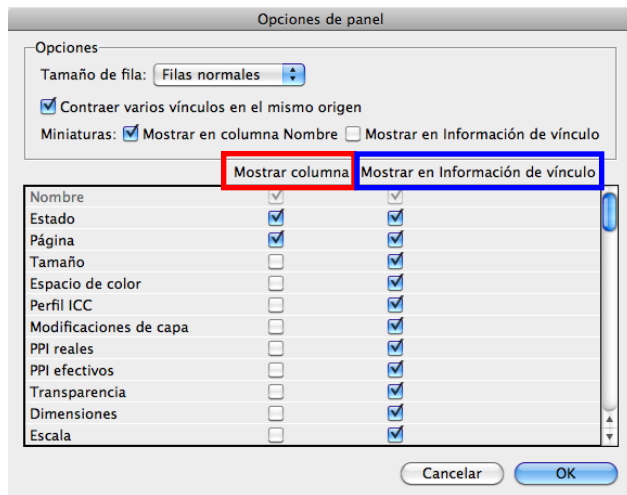 Opciones de panel
Opciones
Tamaño de fila: Filas normales
Contraer varios vínculos en el mismo origen
Miniaturas: Mostrar en columna Nombre Mostrar en Información de vínculo
Mostrar columna Mostrar en Información de vínculo
Nombre
Estado
Página
Tamaño
Espacio de color
Perfil ICC
Modificaciones de capa
PPI reales
PPI efectivos
Transparencia
Dimensiones
Escala
Cancelar OK